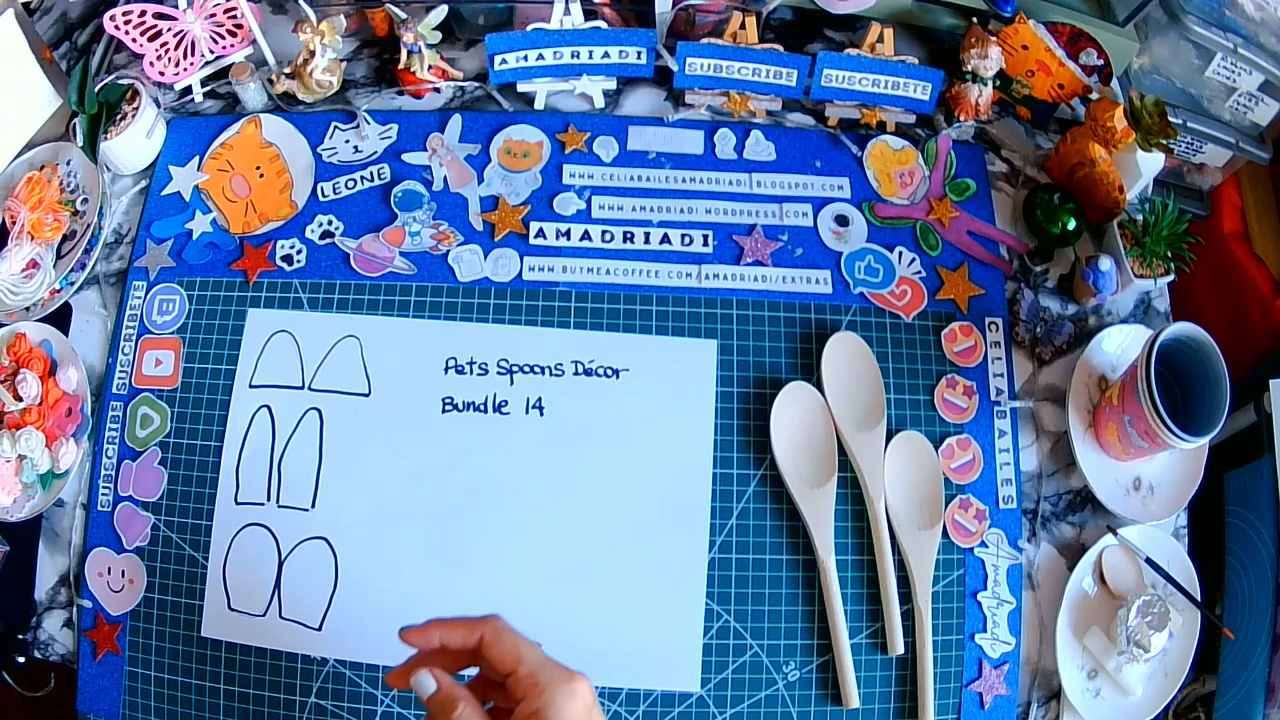 AMADRIADI
SUBSCRIBE
SUSCRIBETE
LEONE
WWW.CELIABAILESAMADRIADI.BLOGSPOT.COM
WWW.AMADRIADI.WORDPRESS.COM
AMADRIADI
WWW.BUYMEACOFFEE.COM/AMADRIADI/EXTRAS
SUSCRIBETE
SUBSCRIBE
CELIA BAILES
Amadriadi
Pets Spoons Décor
Bundle 14
30